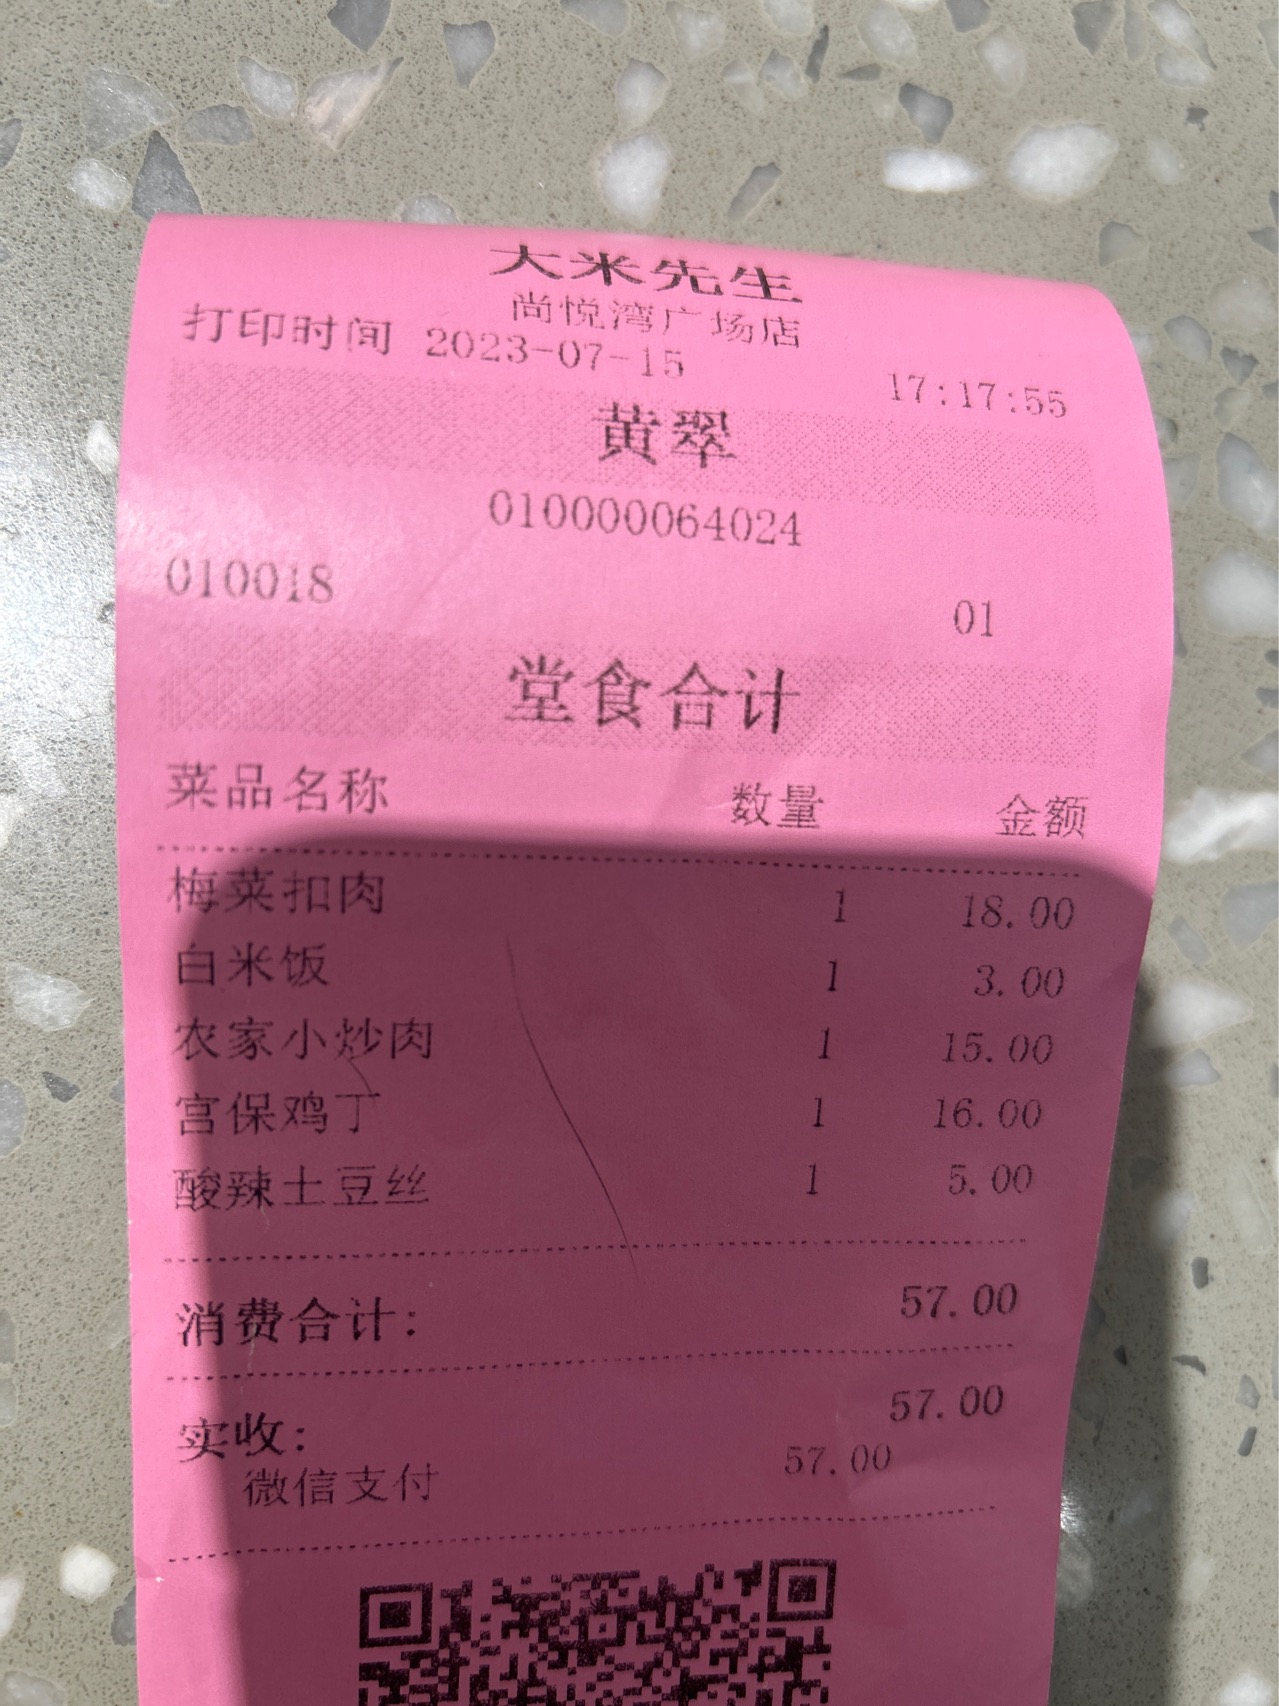 大米先生
尚悦湾广场店
打印时间 2023-07-15 17:17:55
黄翠
010000064024
010018 01
堂食合计
菜品名称 数量 金额
梅菜扣肉 1 18.00
白米饭 1 3.00
农家小炒肉 1 15.00
宫保鸡丁 1 16.00
酸辣土豆丝 1 5.00
消费合计: 57.00
实收: 57.00
微信支付 57.00